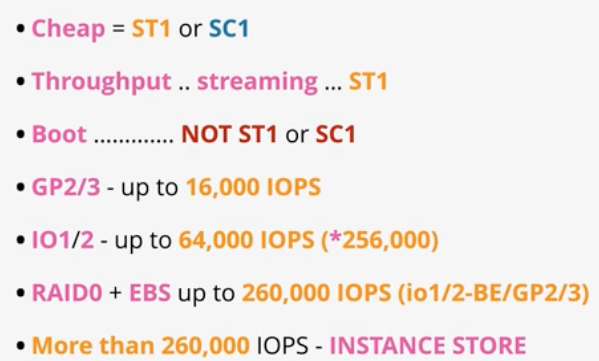 • Cheap = ST1 or SC1
• Throughput .. streaming ... ST1
• Boot ............. NOT ST1 or SC1
• GP2/3 - up to 16,000 IOPS
• IO1/2 - up to 64,000 IOPS (*256,000)
• RAID0 + EBS up to 260,000 IOPS (io1/2-BE/GP2/3)
• More than 260,000 IOPS - INSTANCE STORE